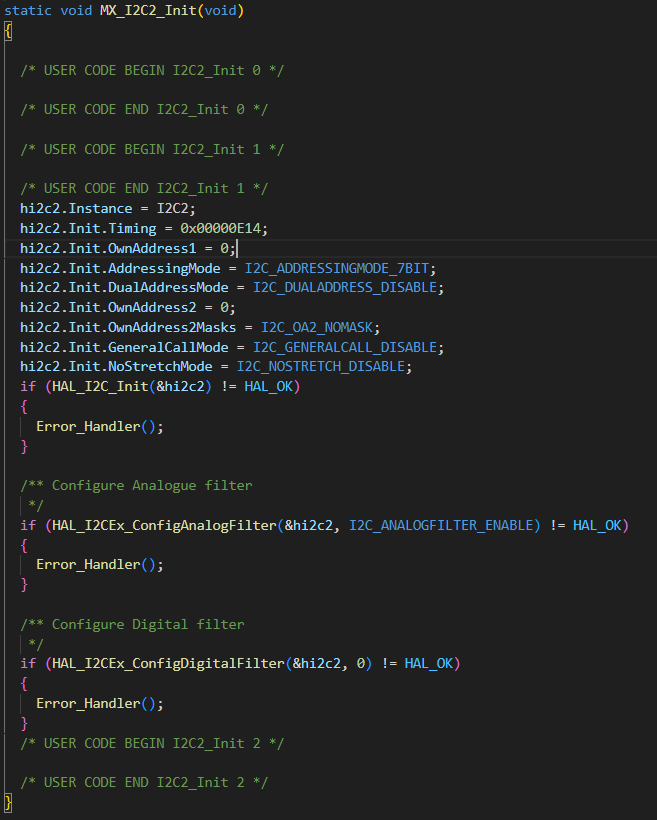 static void MX_I2C2_Init(void)
{
/* USER CODE BEGIN I2C2_Init 0 */
/* USER CODE END I2C2_Init 0 */
/* USER CODE BEGIN I2C2_Init 1 */
/* USER CODE END I2C2_Init 1 */
hi2c2.Instance = I2C2;
hi2c2.Init.Timing = 0x00000E14;
hi2c2.Init.OwnAddress1 = 0;
hi2c2.Init.AddressingMode = I2C_ADDRESSINGMODE_7BIT;
hi2c2.Init.DualAddressMode = I2C_DUALADDRESS_DISABLE;
hi2c2.Init.OwnAddress2 = 0;
hi2c2.Init.OwnAddress2Masks = I2C_OA2_NOMASK;
hi2c2.Init.GeneralCallMode = I2C_GENERALCALL_DISABLE;
hi2c2.Init.NoStretchMode = I2C_NOSTRETCH_DISABLE;
if (HAL_I2C_Init(&hi2c2) != HAL_OK)
{
Error_Handler();
}
/** Configure Analogue filter
*/
if (HAL_I2CEx_ConfigAnalogFilter(&hi2c2, I2C_ANALOGFILTER_ENABLE) != HAL_OK)
{
Error_Handler();
}
/** Configure Digital filter
*/
if (HAL_I2CEx_ConfigDigitalFilter(&hi2c2, 0) != HAL_OK)
{
Error_Handler();
}
/* USER CODE BEGIN I2C2_Init 2 */
/* USER CODE END I2C2_Init 2 */
}